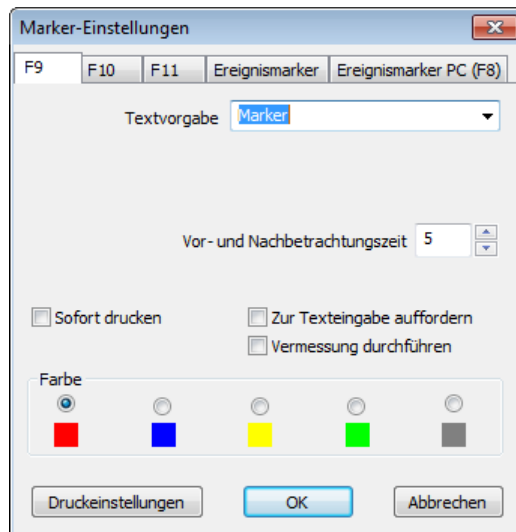 Marker-Einstellungen
F9 F10 F11 Ereignismarker Ereignismarker PC (F8)
Textvorgabe Marker
Vor- und Nachbetrachtungszeit 5
Sofort drucken Zur Texteingabe auffordern
Vermessung durchführen
Farbe
Druckeinstellungen OK Abbrechen